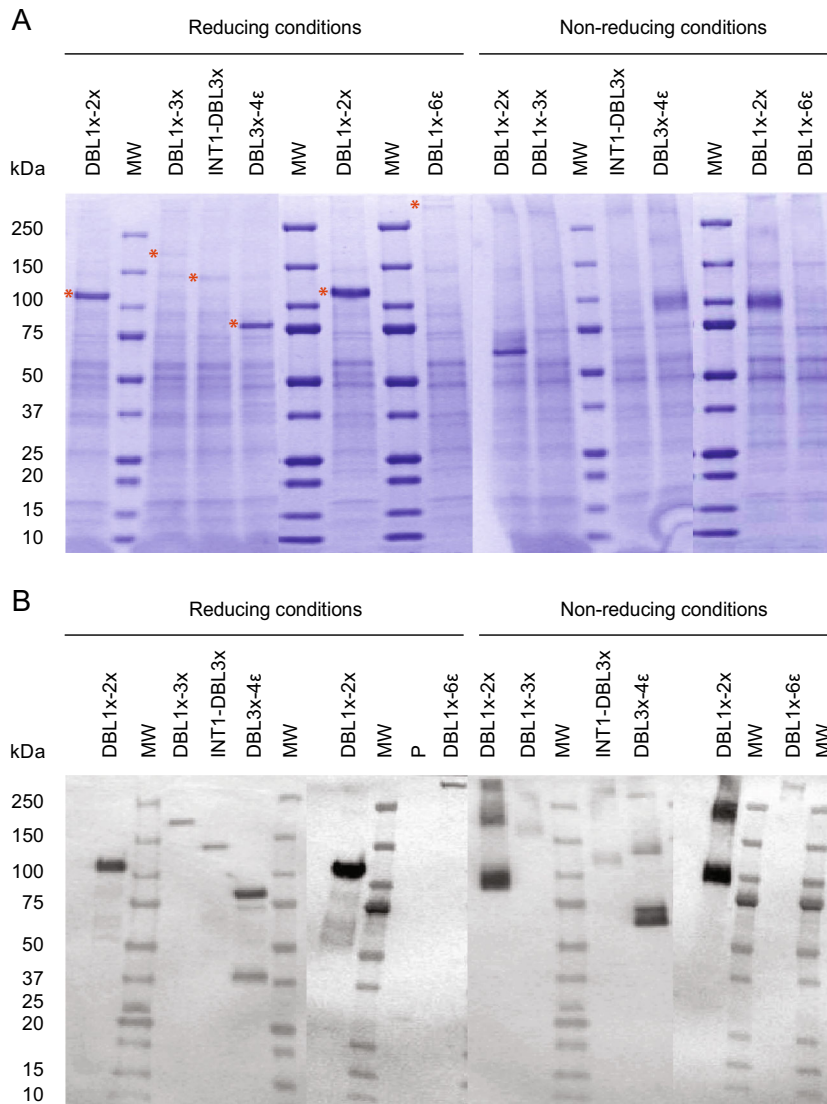 A
Reducing conditions
Non-reducing conditions
kDa
DBL1x-2x
MW
DBL1x-3x
INT1-DBL3x
DBL3x-4ε
MW
DBL1x-2x
MW
DBL1x-6ε
DBL1x-2x
DBL1x-3x
MW
INT1-DBL3x
DBL3x-4ε
MW
DBL1x-2x
DBL1x-6ε
250
150
100
75
50
37
25
20
15
10
*
*
*
*
*
*
B
Reducing conditions
Non-reducing conditions
kDa
DBL1x-2x
MW
DBL1x-3x
INT1-DBL3x
DBL3x-4ε
MW
DBL1x-2x
MW
P
DBL1x-6ε
DBL1x-2x
DBL1x-3x
MW
INT1-DBL3x
DBL3x-4ε
DBL1x-2x
MW
DBL1x-6ε
MW
250
150
100
75
50
37
25
20
15
10